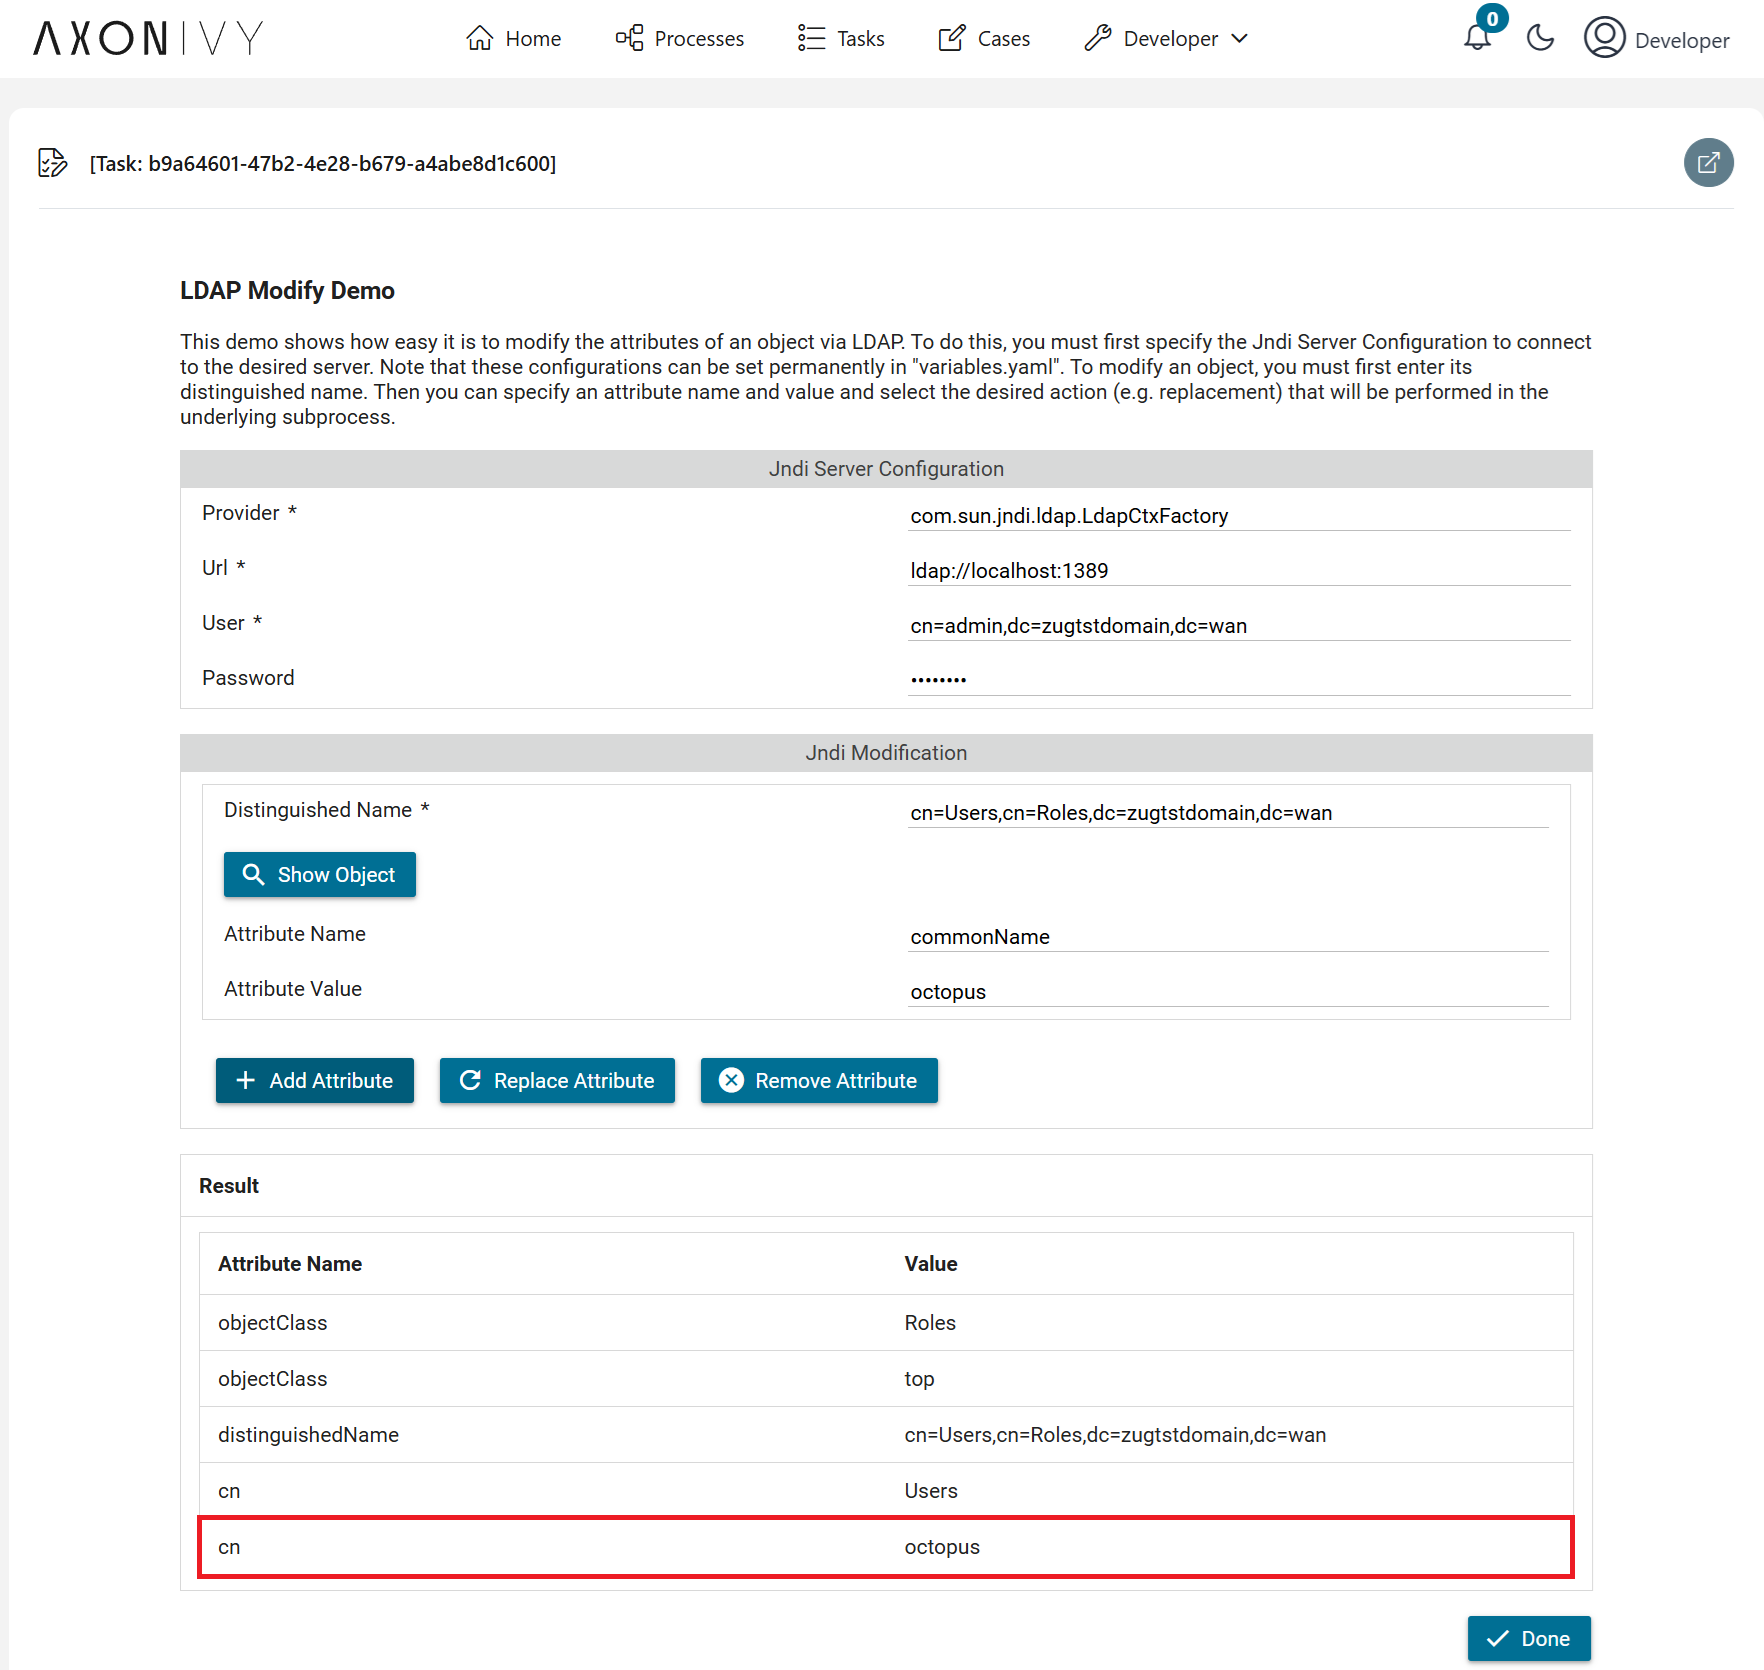 AXONIVY
Home Processes Tasks Cases Developer 0 Developer
[Task: b9a64601-47b2-4e28-b679-a4abe8d1c600]
LDAP Modify Demo
This demo shows how easy it is to modify the attributes of an object via LDAP. To do this, you must first specify the Jndi Server Configuration to connect
to the desired server. Note that these configurations can be set permanently in "variables.yaml". To modify an object, you must first enter its
distinguished name. Then you can specify an attribute name and value and select the desired action (e.g. replacement) that will be performed in the
underlying subprocess.
Jndi Server Configuration
Provider * com.sun.jndi.ldap.LdapCtxFactory
Url * ldap://localhost:1389
User * cn=admin,dc=zugtstdomain,dc=wan
Password ••••••••
Jndi Modification
Distinguished Name * cn=Users,cn=Roles,dc=zugtstdomain,dc=wan
Show Object
Attribute Name commonName
Attribute Value octopus
Add Attribute Replace Attribute Remove Attribute
Result
Attribute Name Value
objectClass Roles
objectClass top
distinguishedName cn=Users,cn=Roles,dc=zugtstdomain,dc=wan
cn Users
cn octopus
Done